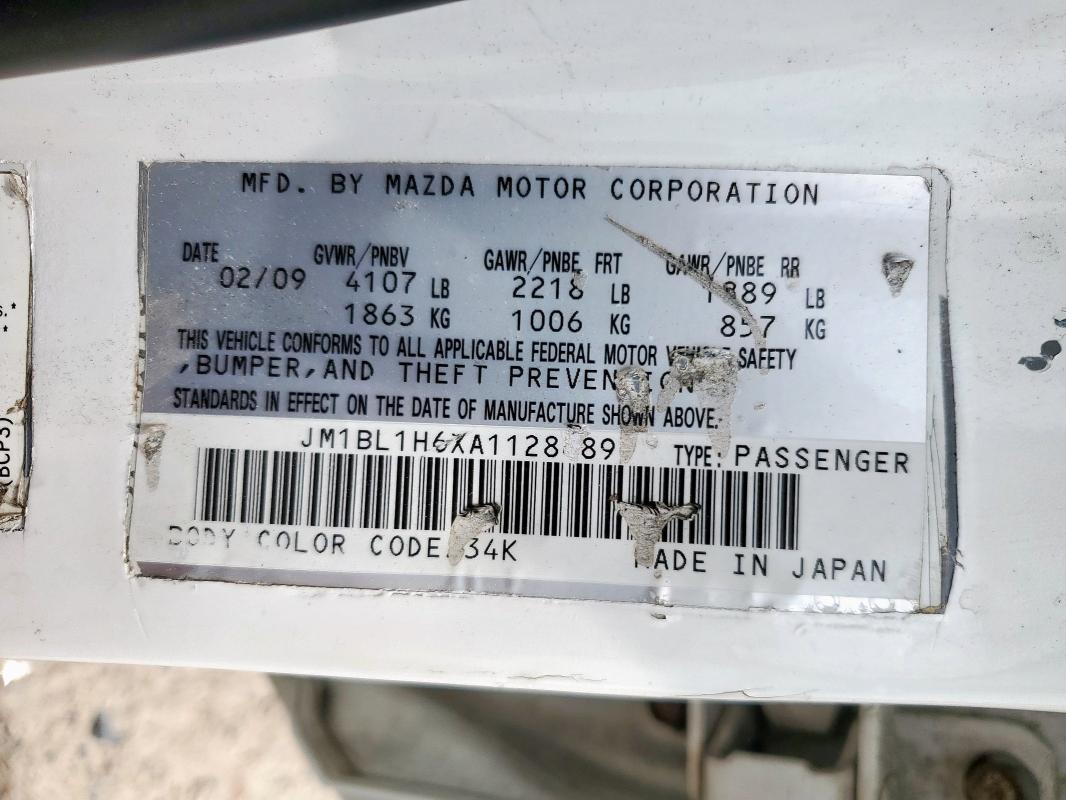 MFD. BY MAZDA MOTOR CORPORATION
DATE GVWR/PNBV GAWR/PNBE FRT GAWR/PNBE RR
02/09 4107 LB 2218 LB 1889 LB
1863 KG 1006 KG 857 KG
THIS VEHICLE CONFORMS TO ALL APPLICABLE FEDERAL MOTOR VEHICLE SAFETY
,BUMPER,AND THEFT PREVENTION
STANDARDS IN EFFECT ON THE DATE OF MANUFACTURE SHOWN ABOVE.
JM1BL1H6XA1128 89 TYPE: PASSENGER
BODY COLOR CODE. 34K MADE IN JAPAN
(BCP3)